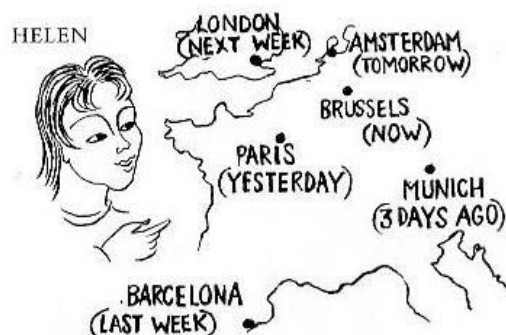 HELEN
LONDON
(NEXT WEEK)
AMSTERDAM
(TOMORROW)
BRUSSELS
(NOW)
PARIS
(YESTERDAY)
MUNICH
(3 DAYS AGO)
BARCELONA
(LAST WEEK)